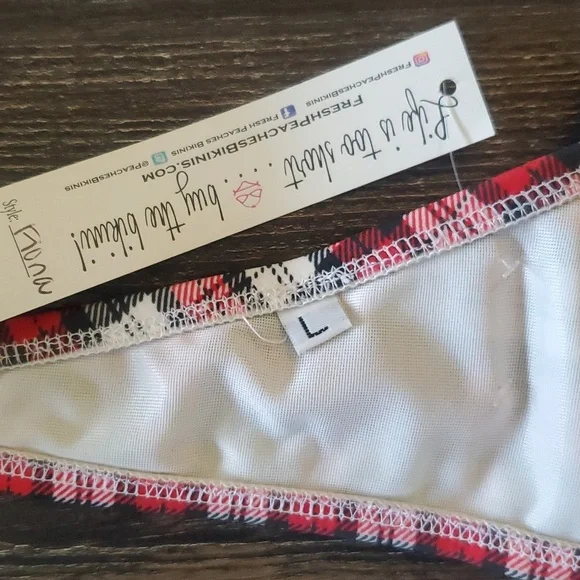 Life is too short...
buy the bikini!
FRESHPEACHESBIKINIS.COM
FRESHPEACHESBIKINIS
FRESH PEACHES BIKINIS
@PEACHESBIKINIS
Style: Fiona
L